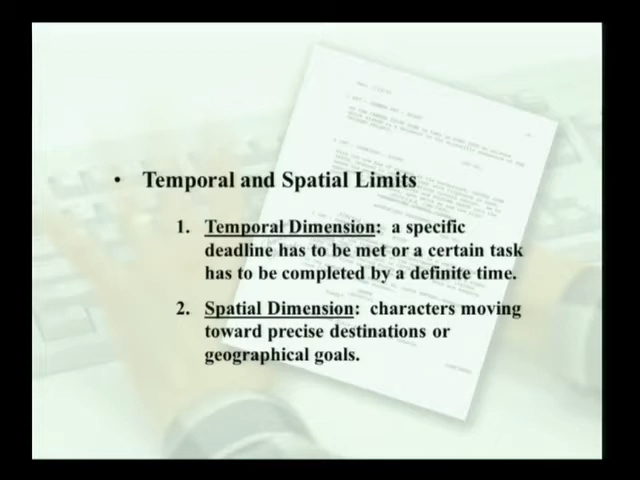 • Temporal and Spatial Limits
1. Temporal Dimension: a specific
deadline has to be met or a certain task
has to be completed by a definite time.
2. Spatial Dimension: characters moving
toward precise destinations or
geographical goals.